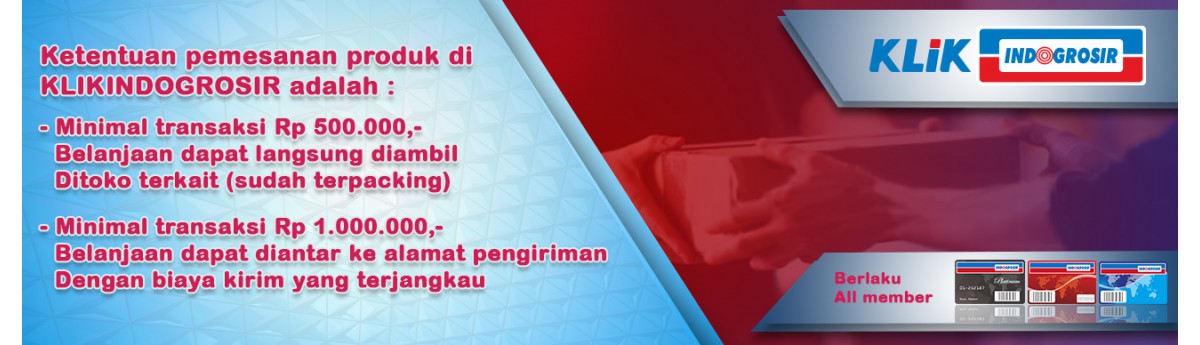 Ketentuan pemesanan produk di
KLIKINDOGROSIR adalah :
- Minimal transaksi Rp 500.000,-
Belanjaan dapat langsung diambil
Ditoko terkait (sudah terpacking)
- Minimal transaksi Rp 1.000.000,-
Belanjaan dapat diantar ke alamat pengiriman
Dengan biaya kirim yang terjangkau
KLiK INDOGROSIR
Berlaku
All member
INDOGROSIR
Platinum
INDOGROSIR
INDOGROSIR